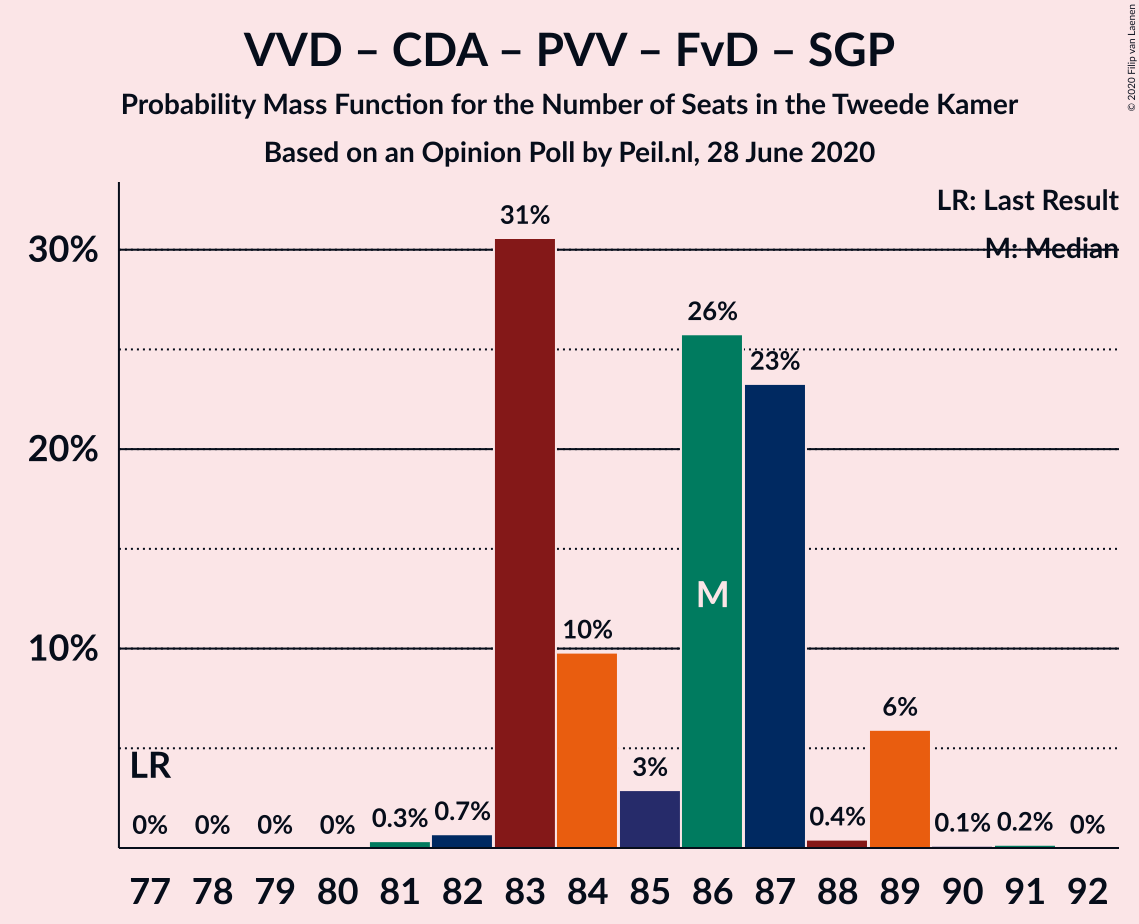 VVD – CDA – PVV – FvD – SGP
Probability Mass Function for the Number of Seats in the Tweede Kamer
Based on an Opinion Poll by Peil.nl, 28 June 2020
© 2020 Filip van Laenen
LR: Last Result
M: Median
30%
20%
10%
31%
26%
23%
10%
6%
3%
M
LR
0% 0% 0% 0% 0.3% 0.7% 0.4% 0.1% 0.2% 0%
77 78 79 80 81 82 83 84 85 86 87 88 89 90 91 92